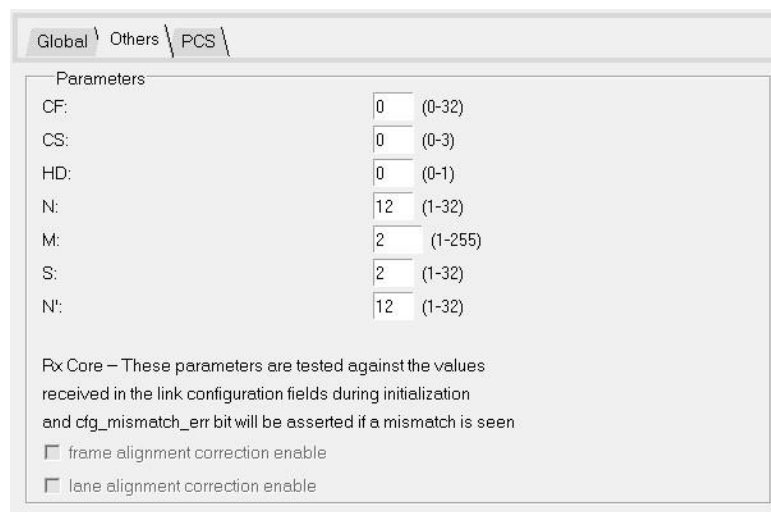 Global Others PCS
Parameters
CF: 0 (0-32)
CS: 0 (0-3)
HD: 0 (0-1)
N: 12 (1-32)
M: 2 (1-255)
S: 2 (1-32)
N': 12 (1-32)
Rx Core – These parameters are tested against the values
received in the link configuration fields during initialization
and cfg_mismatch_err bit will be asserted if a mismatch is seen
frame alignment correction enable
lane alignment correction enable